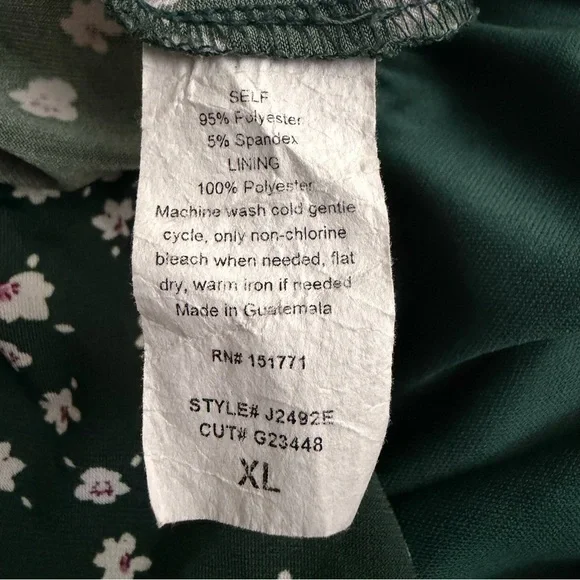 SELF
95% Polyester
5% Spandex
LINING
100% Polyester
Machine wash cold gentle
cycle, only non-chlorine
bleach when needed, flat
dry, warm iron if needed
Made in Guatemala
RN# 151771
STYLE# J2492E
CUT# G23448
XL